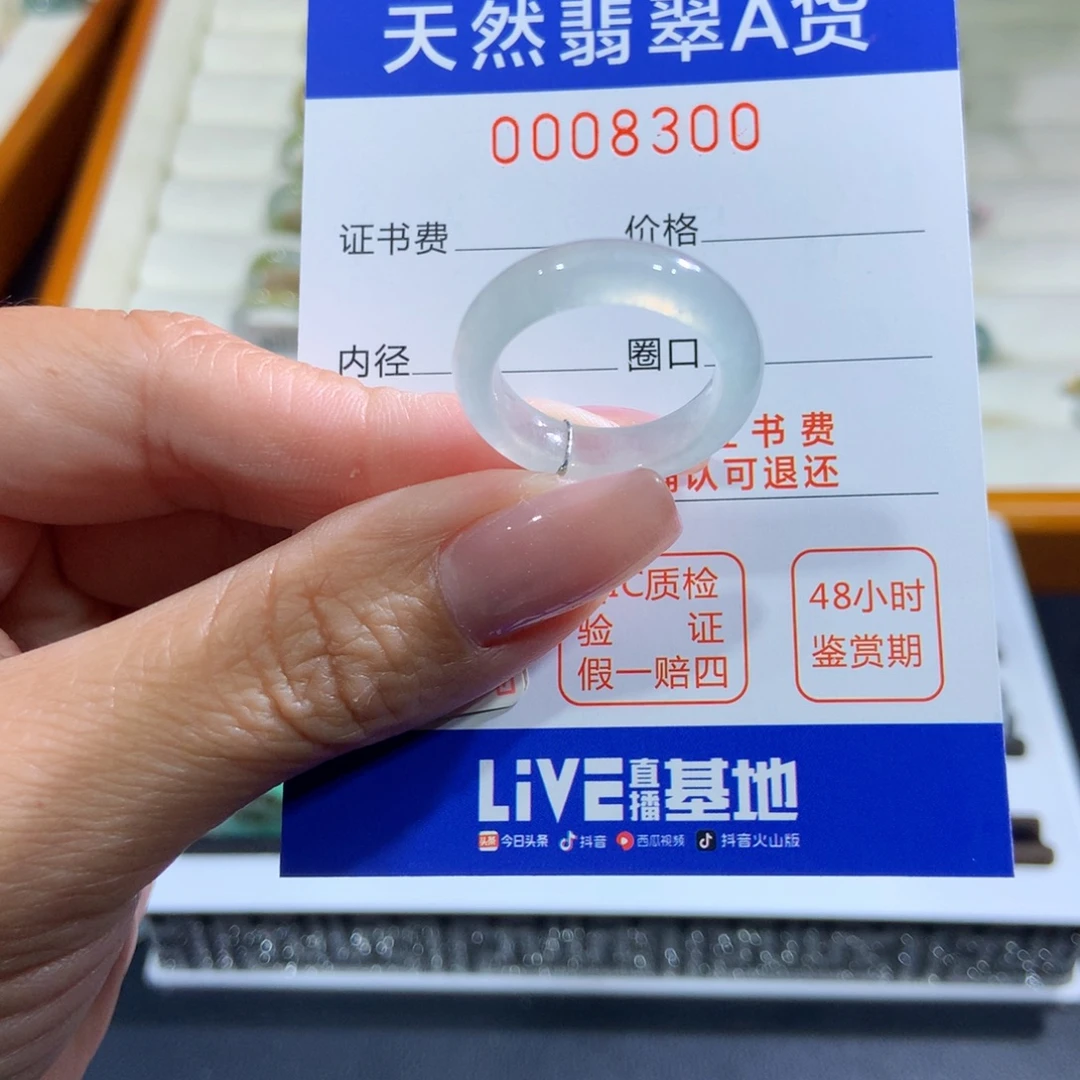 天然翡翠A货
0008300
证书费 价格
内径 圈口
书费
认可退还
C质检
验 证
假一赔四
48小时
鉴赏期
LiVE直播基地
头条 今日头条 抖音 西瓜视频 抖音火山版